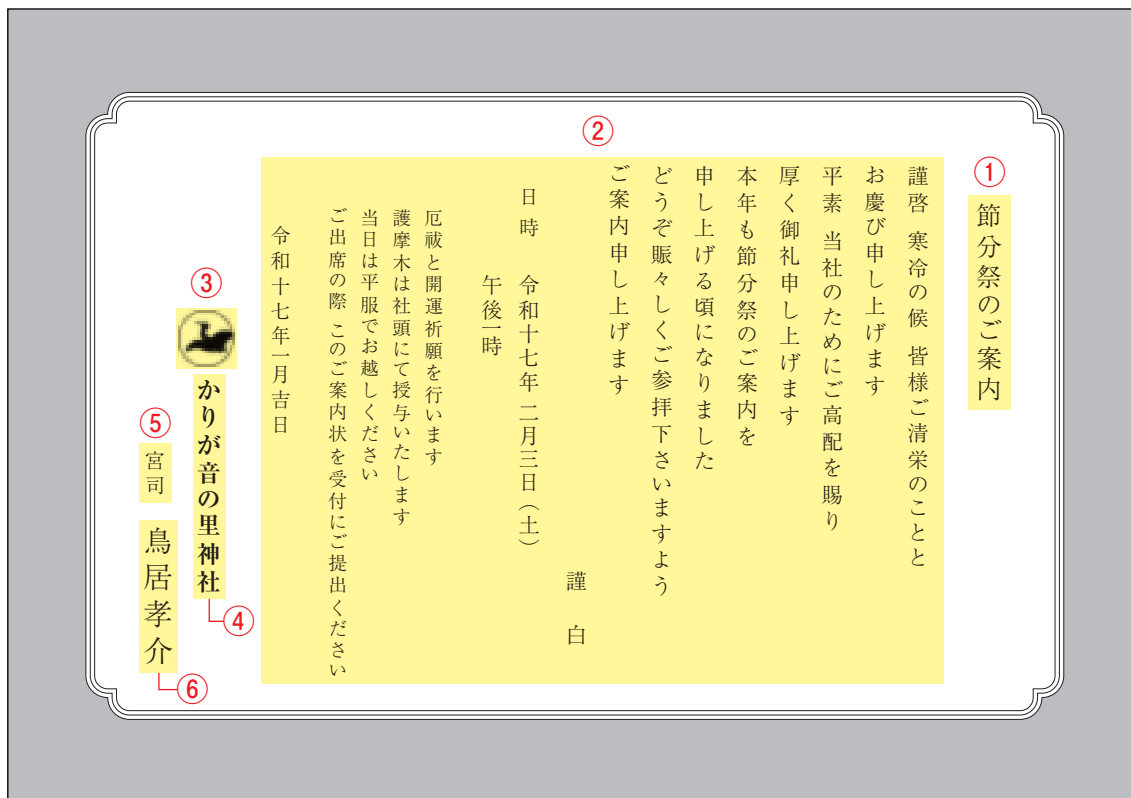 ①
節分祭のご案内
②
謹啓 寒冷の候 皆様ご清栄のことと
お慶び申し上げます
平素 当社のためにご高配を賜り
厚く御礼申し上げます
本年も節分祭のご案内を
申し上げる頃になりました
どうぞ賑々しくご参拝下さいますよう
ご案内申し上げます
謹 白
日時 令和十七年 二月三日(土)
午後一時
厄祓と開運祈願を行います
護摩木は社頭にて授与いたします
当日は平服でお越しください
ご出席の際 このご案内状を受付にご提出ください
令和十七年一月吉日
③
かりが音の里神社
④
⑤
宮司
鳥居孝介
⑥